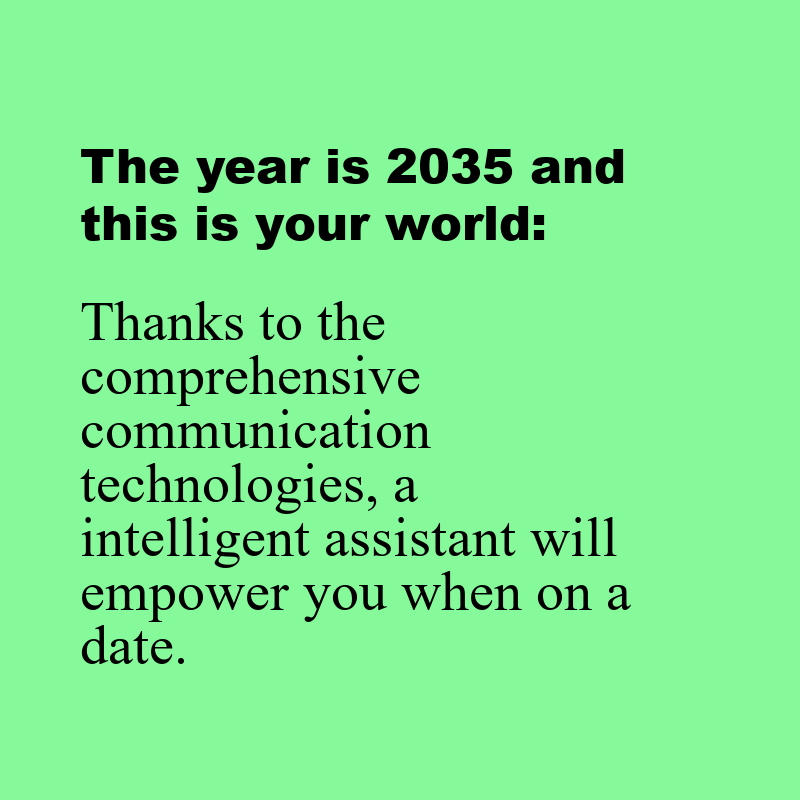 The year is 2035 and
this is your world:
Thanks to the
comprehensive
communication
technologies, a
intelligent assistant will
empower you when on a
date.